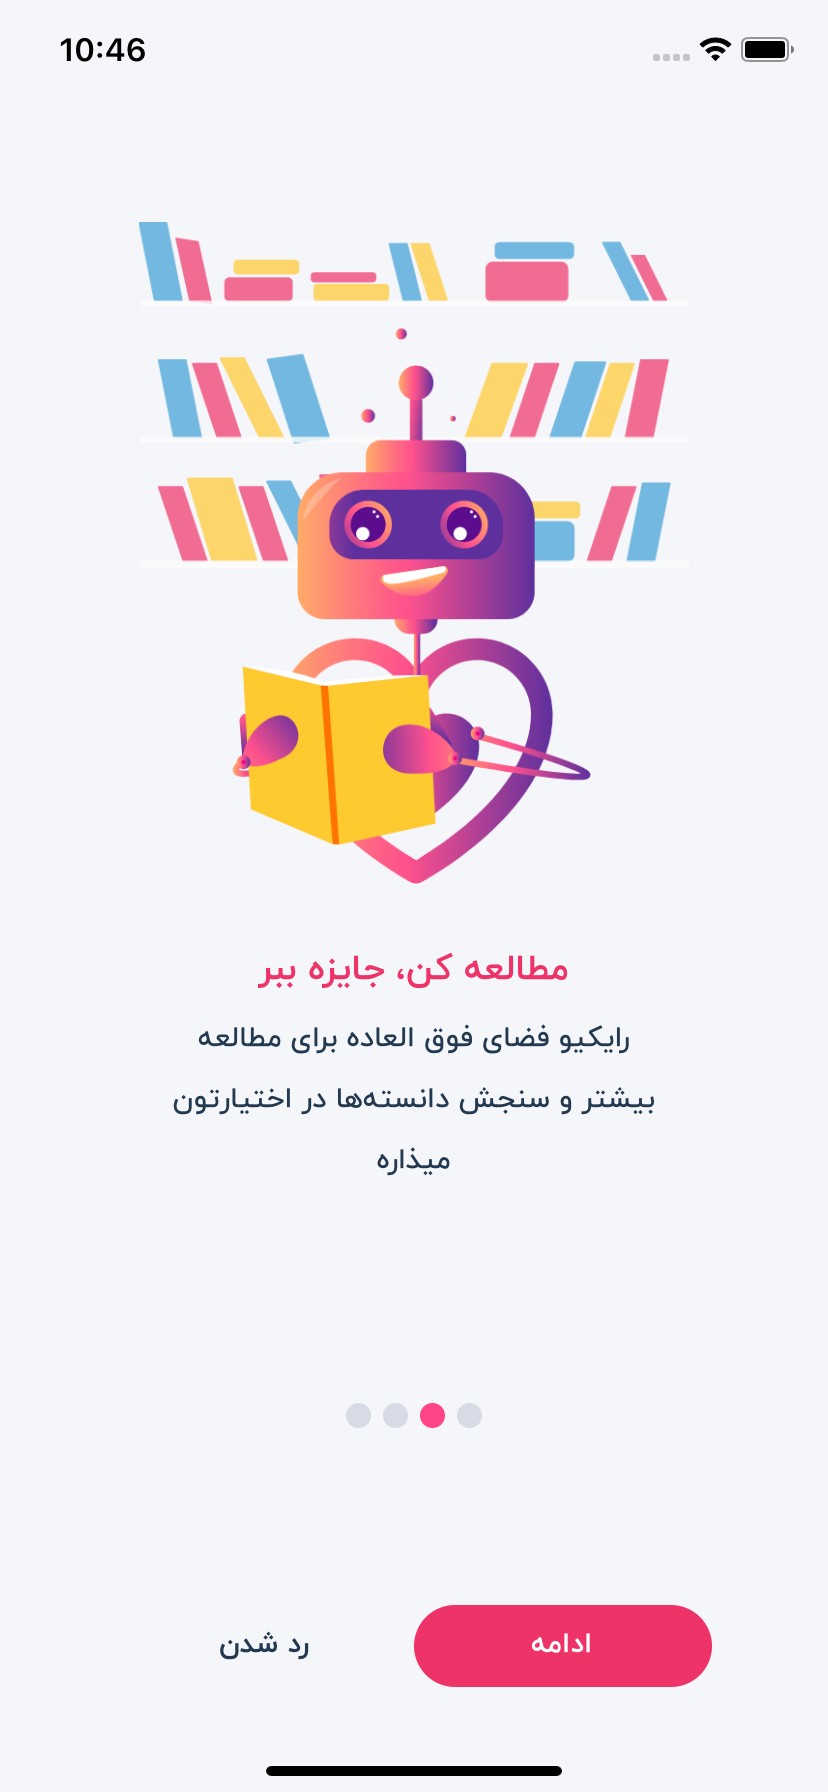 10:46
مطالعه کن، جایزه ببر
رایکیو فضای فوق العاده برای مطالعه
بیشتر و سنجش دانسته‌ها در اختیارتون
میذاره
ادامه
رد شدن